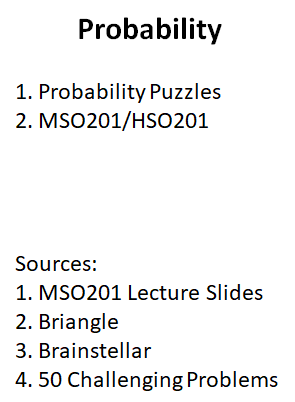 Probability
1. Probability Puzzles
2. MSO201/HSO201
Sources:
1. MSO201 Lecture Slides
2. Briangle
3. Brainstellar
4. 50 Challenging Problems